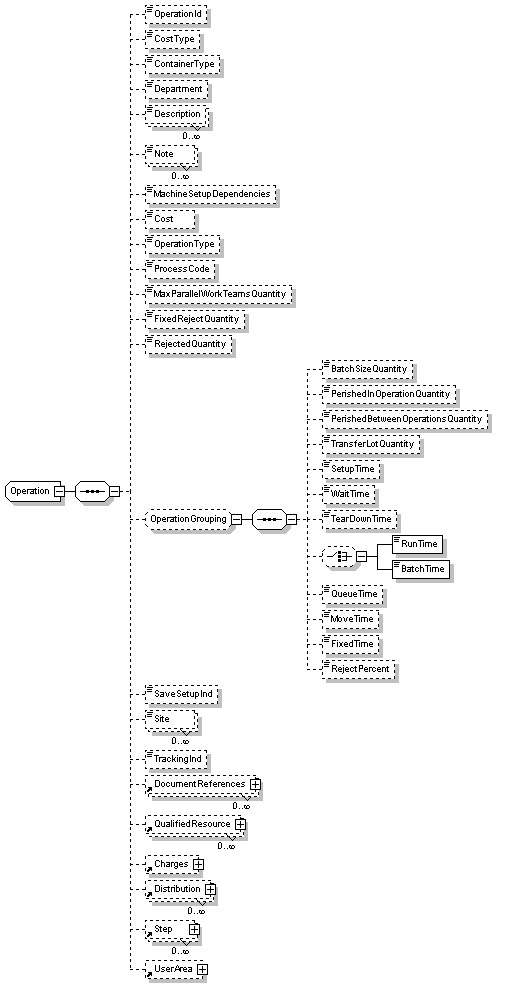 OperationId
CostType
ContainerType
Department
Description
0..∞
Note
0..∞
MachineSetupDependencies
Cost
OperationType
ProcessCode
MaxParallelWorkTeamsQuantity
FixedRejectQuantity
RejectedQuantity
Operation
OperationGrouping
BatchSizeQuantity
PerishedInOperationQuantity
PerishedBetweenOperationsQuantity
TransferLotQuantity
SetupTime
WaitTime
TearDownTime
RunTime
BatchTime
QueueTime
MoveTime
FixedTime
RejectPercent
SaveSetupInd
Site
0..∞
TrackingInd
DocumentReferences
0..∞
QualifiedResource
0..∞
Charges
Distribution
0..∞
Step
0..∞
UserArea